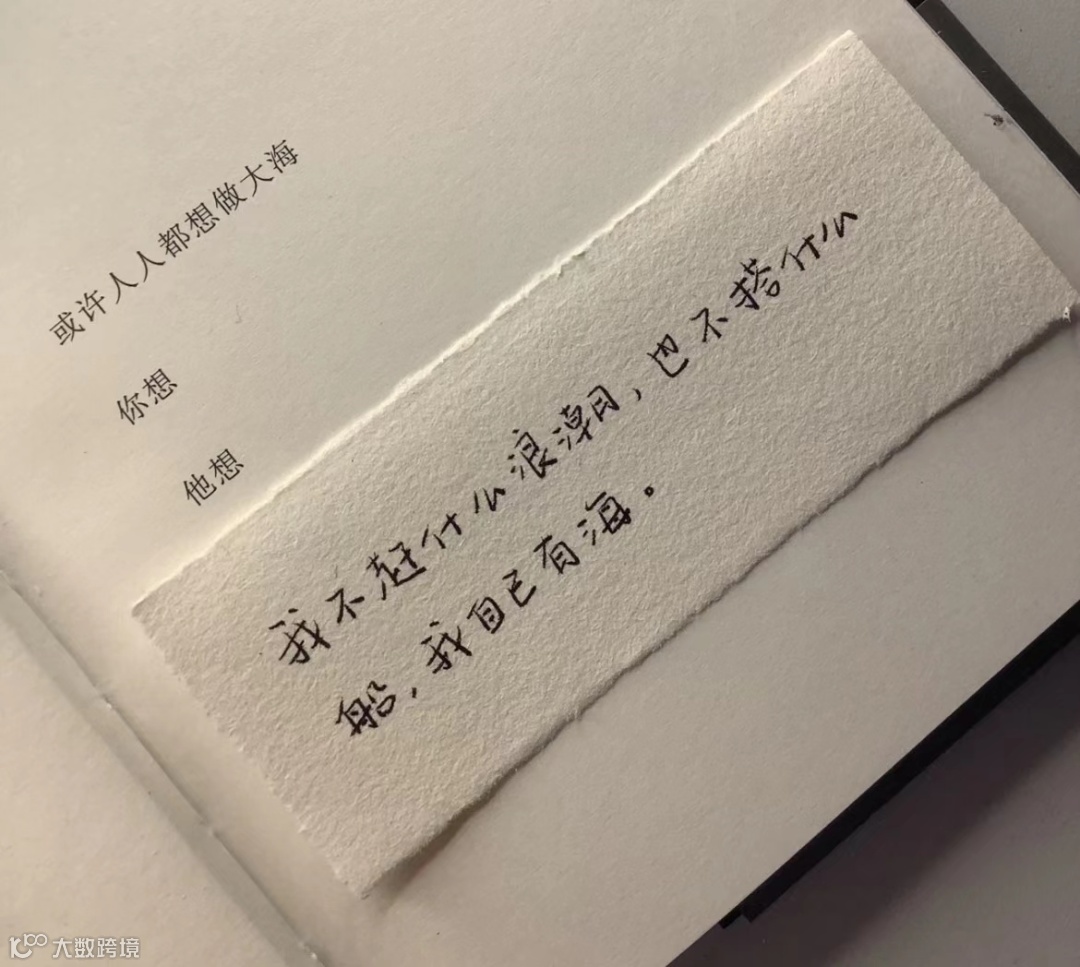 或许人人都想做大海
你想
他想
我不赶什么浪潮，也不搭什么
船，我自己有海。
大数跨境